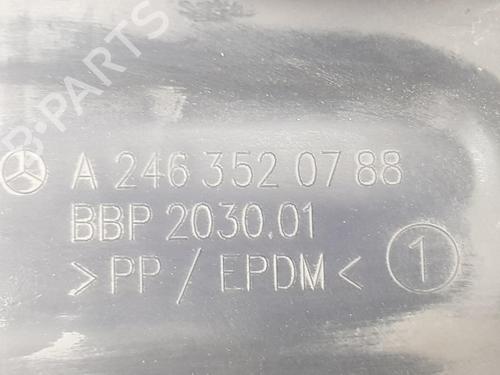 B-PARTS
A 246 352 07 88
BBP 2030.01
>PP / EPDM< 1